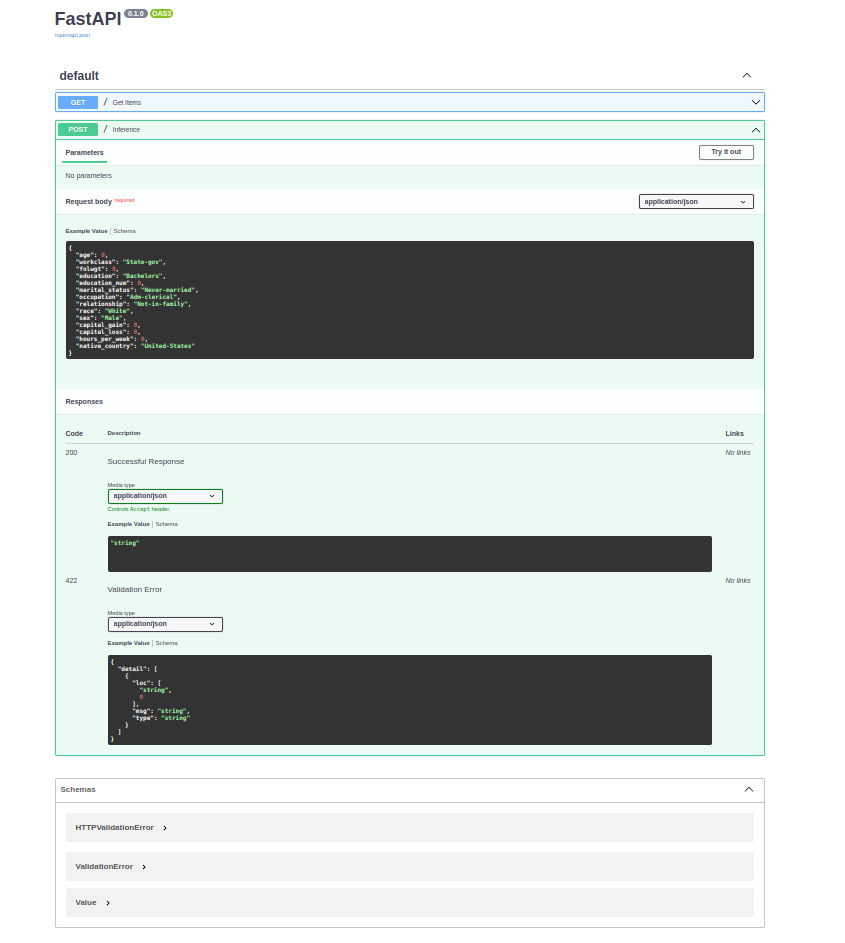 FastAPI 0.1.0 OAS3
/openapi.json
default
GET / Get Items
POST / Inference
Parameters
Try it out
No parameters
Request body required
application/json
Example Value | Schema
{
"age": 0,
"workclass": "State-gov",
"fnlwgt": 0,
"education": "Bachelors",
"education_num": 0,
"marital_status": "Never-married",
"occupation": "Adm-clerical",
"relationship": "Not-in-family",
"race": "White",
"sex": "Male",
"capital_gain": 0,
"capital_loss": 0,
"hours_per_week": 0,
"native_country": "United-States"
}
Responses
Code Description Links
200 No links
Successful Response
Media type
application/json
Controls Accept header.
Example Value | Schema
"string"
422 No links
Validation Error
Media type
application/json
Example Value | Schema
{
"detail": [
{
"loc": [
"string",
0
],
"msg": "string",
"type": "string"
}
]
}
Schemas
HTTPValidationError
ValidationError
Value